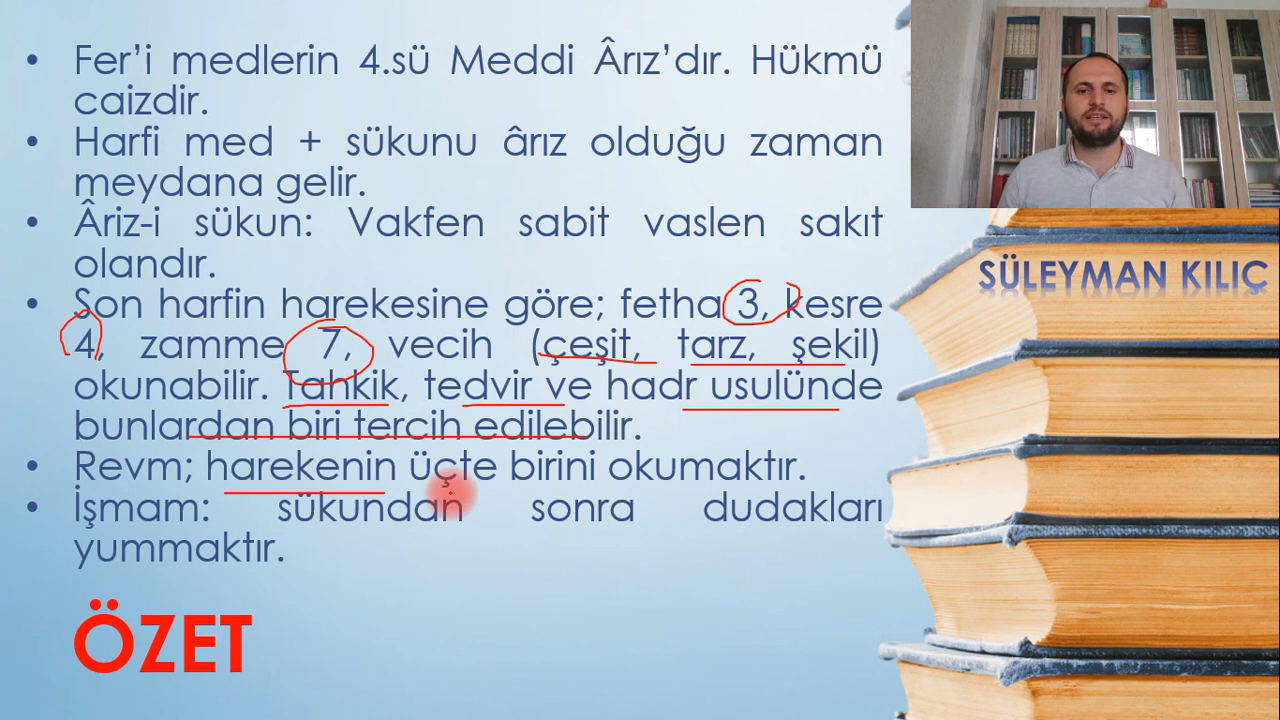 • Fer’i medlerin 4.sü Meddi Ârız’dır. Hükmü
caizdir.
• Harfi med + sükunu ârız olduğu zaman
meydana gelir.
• Âriz-i sükun: Vakfen sabit vaslen sakıt
olandır.
• Son harfin harekesine göre; fetha 3, kesre
4, zamme 7, vecih (çeşit, tarz, şekil)
okunabilir. Tahkik, tedvir ve hadr usulünde
bunlardan biri tercih edilebilir.
• Revm; harekenin üçte birini okumaktır.
• İşmam: sükundan sonra dudakları
yummaktır.
ÖZET
SÜLEYMAN KILIÇ